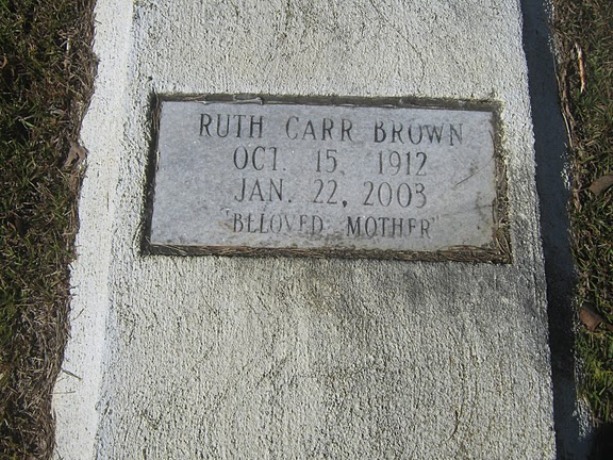 RUTH CARR BROWN
OCT. 15, 1912
JAN. 22, 2003
"BELOVED MOTHER"